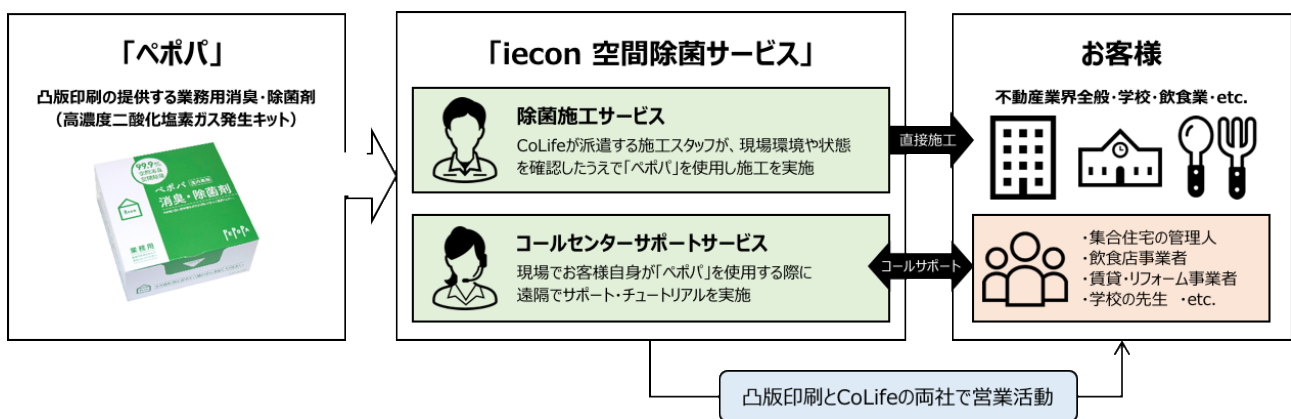 「ペポパ」
凸版印刷の提供する業務用消臭・除菌剤
（高濃度二酸化塩素ガス発生キット）
99.9%
ペポパ
消臭・除菌剤
業務用
POPOPA
「iecon 空間除菌サービス」
除菌施工サービス
CoLifeが派遣する施工スタッフが、現場環境や状態
を確認したうえで「ペポパ」を使用し施工を実施
コールセンターサポートサービス
現場でお客様自身が「ペポパ」を使用する際に
遠隔でサポート・チュートリアルを実施
直接施工
コールサポート
お客様
不動産業界全般・学校・飲食業・etc.
・集合住宅の管理人
・飲食店事業者
・賃貸・リフォーム事業者
・学校の先生　・etc.
凸版印刷とCoLifeの両社で営業活動